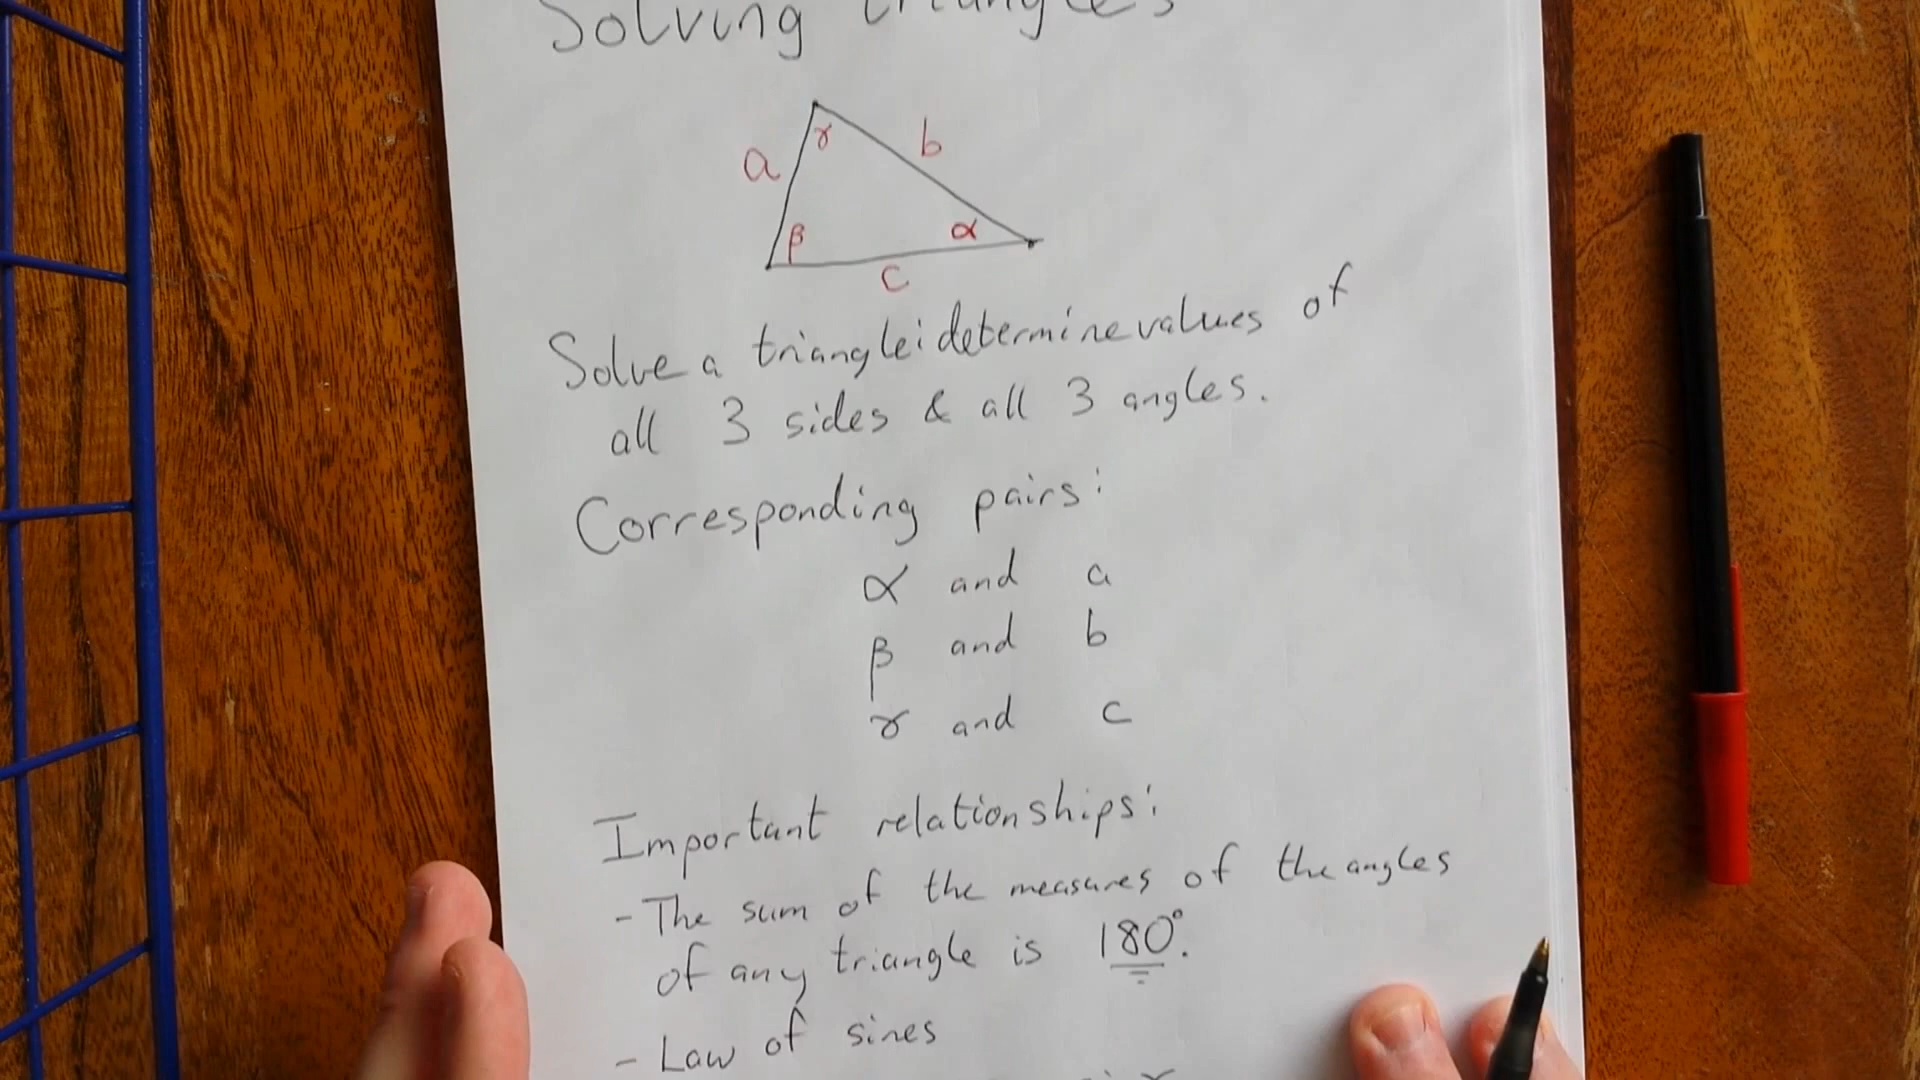 Solving triangles
γ
a
b
β
α
c
Solve a triangle: determine values of
all 3 sides & all 3 angles.
Corresponding pairs:
α and a
β and b
γ and c
Important relationships:
- The sum of the measures of the angles
of any triangle is 180°.
- Law of sines